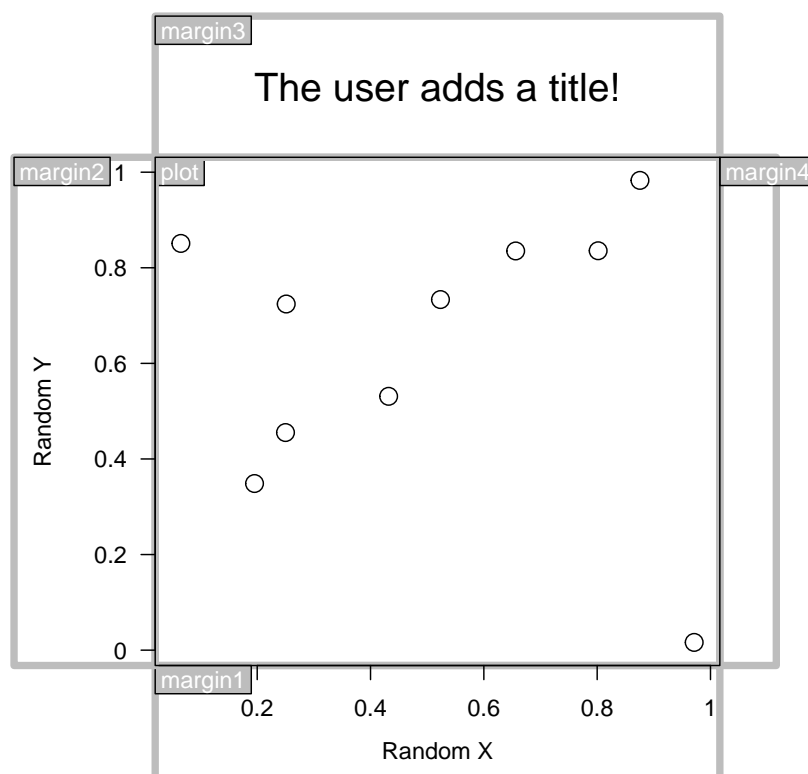 margin3
The user adds a title!
margin2
plot
margin4
1
0.8
0.6
0.4
0.2
0
Random Y
margin1
0.2 0.4 0.6 0.8 1
Random X